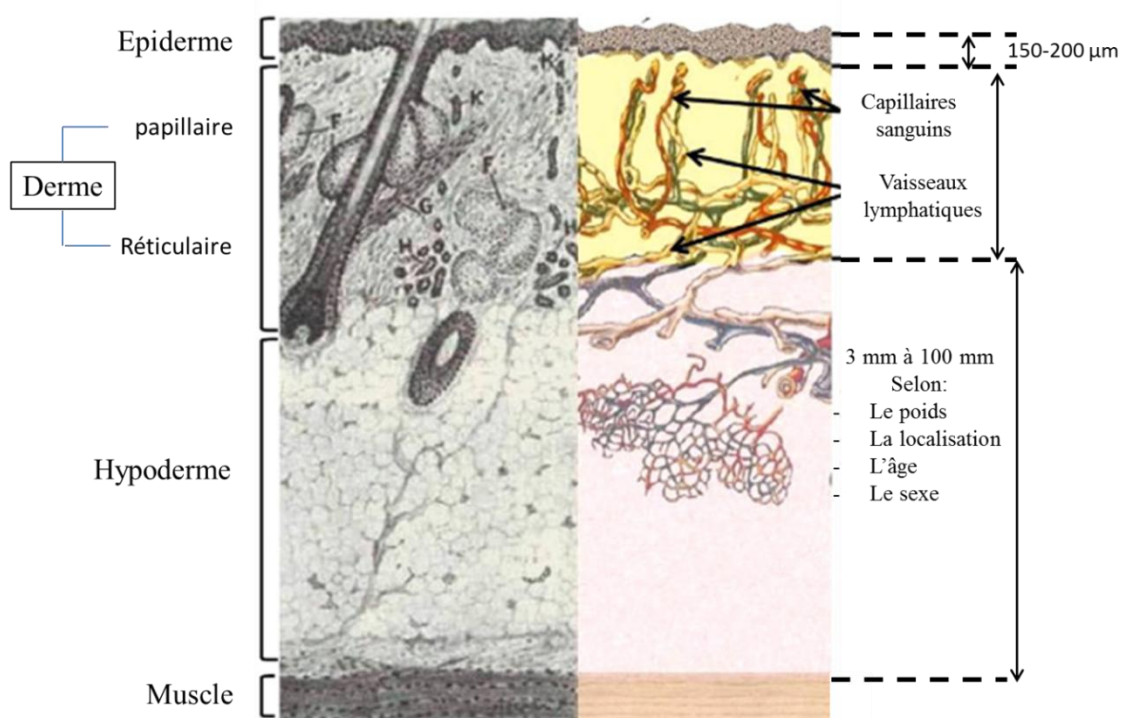 Epiderme
papillaire
Derme
Réticulaire
Hypoderme
Muscle
K
K
F
F
G
H
H
P
150-200 µm
Capillaires
sanguins
Vaisseaux
lymphatiques
3 mm à 100 mm
Selon:
- Le poids
- La localisation
- L'âge
- Le sexe